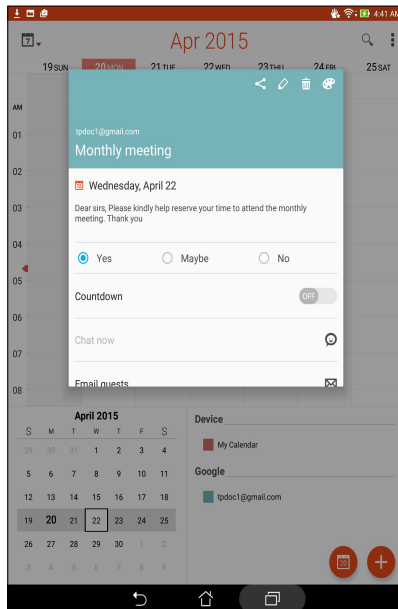 4:41 AM
7
Apr 2015
19 SUN 20 MON 21 TUE 22 WED 23 THU 24 FRI 25 SAT
AM
01
02
03
04
05
06
07
08
tpdoc1@gmail.com
Monthly meeting
Wednesday, April 22
Dear sirs, Please kindly help reserve your time to attend the monthly
meeting. Thank you
Yes Maybe No
Countdown OFF
Chat now
Email guests
April 2015
S M T W T F S
29 30 31 1 2 3 4
5 6 7 8 9 10 11
12 13 14 15 16 17 18
19 20 21 22 23 24 25
26 27 28 29 30 1 2
3 4 5 6 7 8 9
Device
My Calendar
Google
tpdoc1@gmail.com
20